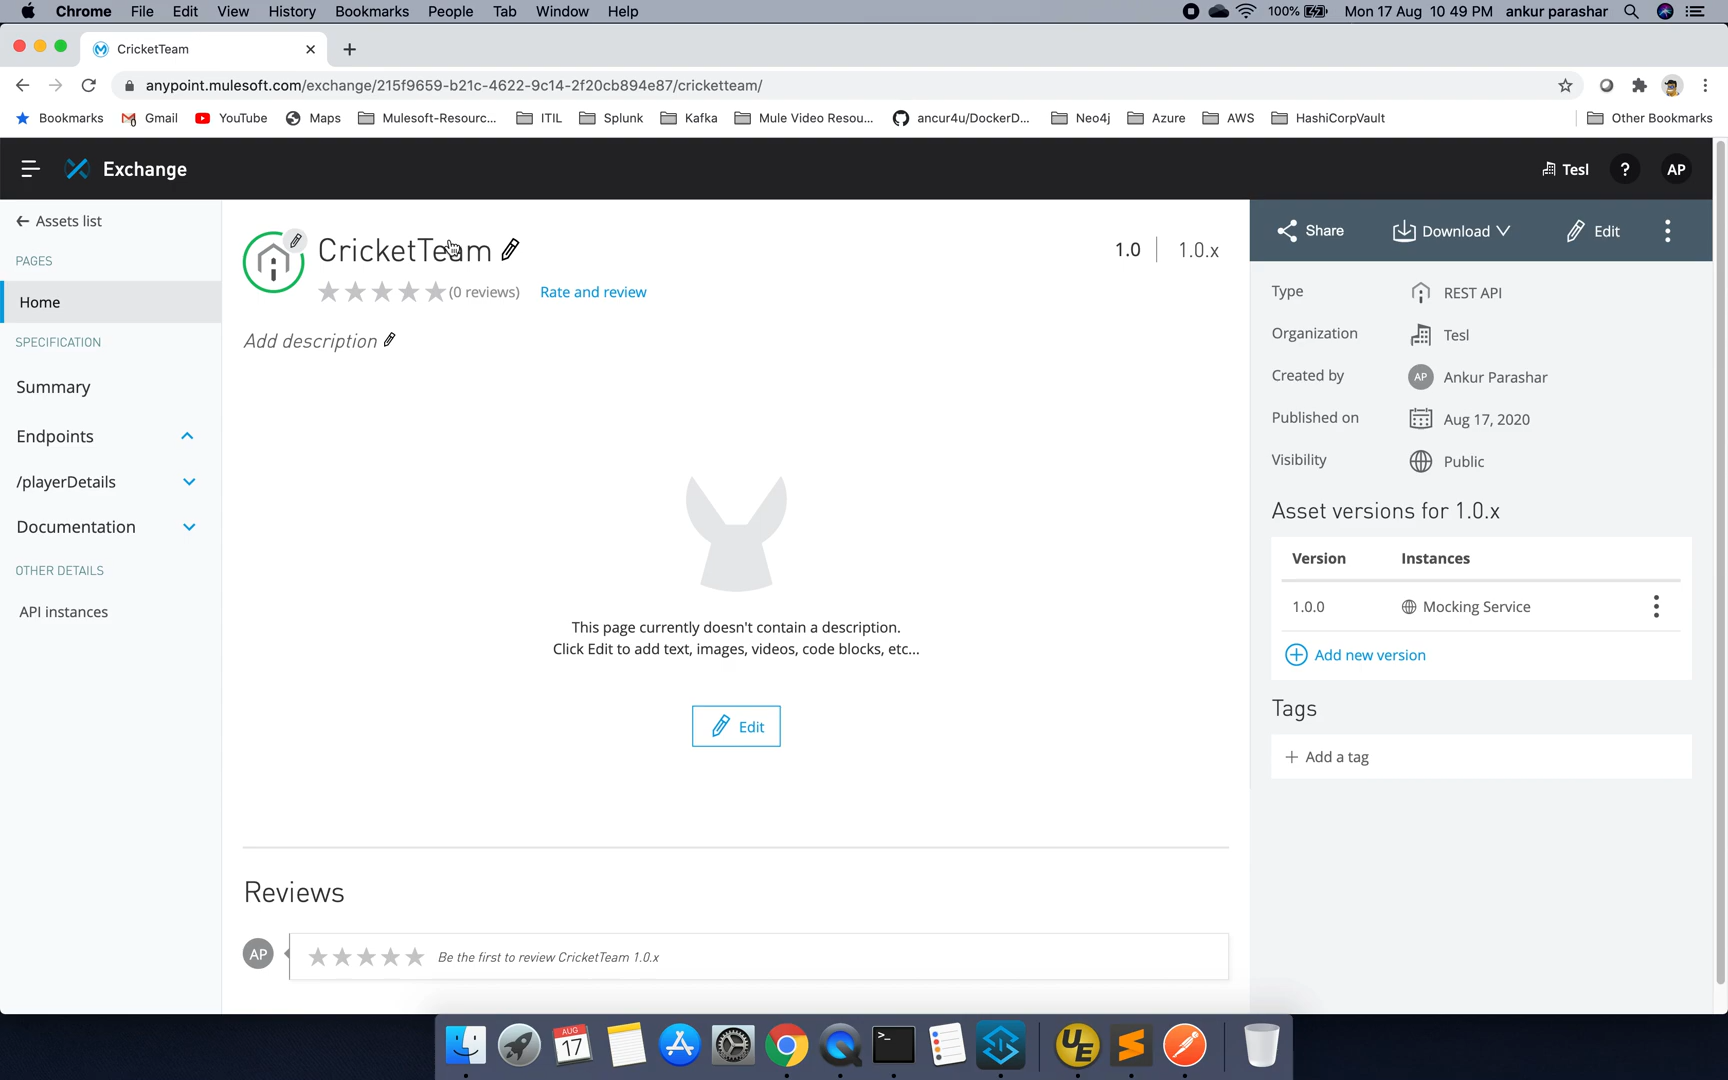 Chrome File Edit View History Bookmarks People Tab Window Help 100% Mon 17 Aug 10 49 PM ankur parashar
CricketTeam
anypoint.mulesoft.com/exchange/215f9659-b21c-4622-9c14-2f20cb894e87/cricketteam/
Bookmarks Gmail YouTube Maps Mulesoft-Resourc... ITIL Splunk Kafka Mule Video Resou... ancur4u/DockerD... Neo4j Azure AWS HashiCorpVault Other Bookmarks
Exchange Tesl ? AP
Assets list
PAGES
Home
SPECIFICATION
Summary
Endpoints
/playerDetails
Documentation
OTHER DETAILS
API instances
CricketTeam 1.0 1.0.x
(0 reviews) Rate and review
Add description
This page currently doesn't contain a description.
Click Edit to add text, images, videos, code blocks, etc...
Edit
Reviews
AP Be the first to review CricketTeam 1.0.x
Share Download Edit
Type REST API
Organization Tesl
Created by AP Ankur Parashar
Published on Aug 17, 2020
Visibility Public
Asset versions for 1.0.x
Version Instances
1.0.0 Mocking Service
Add new version
Tags
+ Add a tag
AUG
17
>_
UE